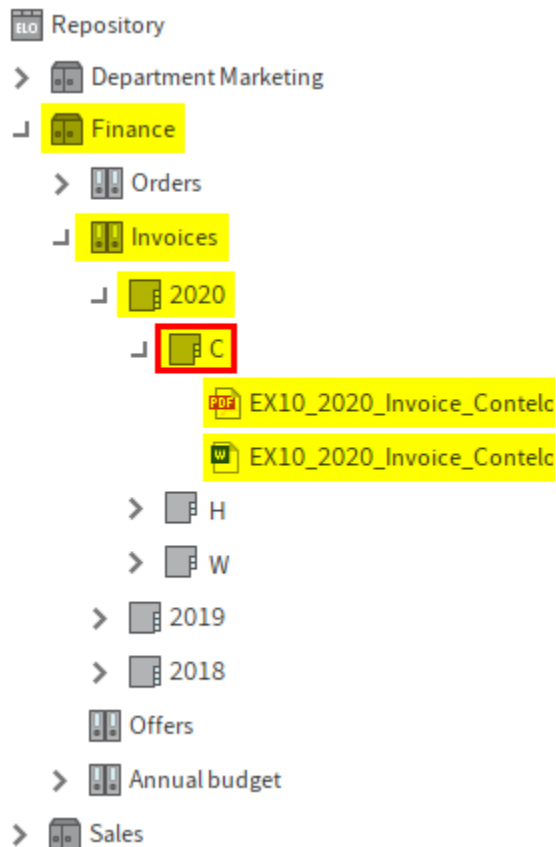 ELO Repository
Department Marketing
Finance
Orders
Invoices
2020
C
PDF EX10_2020_Invoice_Contelc
W EX10_2020_Invoice_Contelc
H
W
2019
2018
Offers
Annual budget
Sales